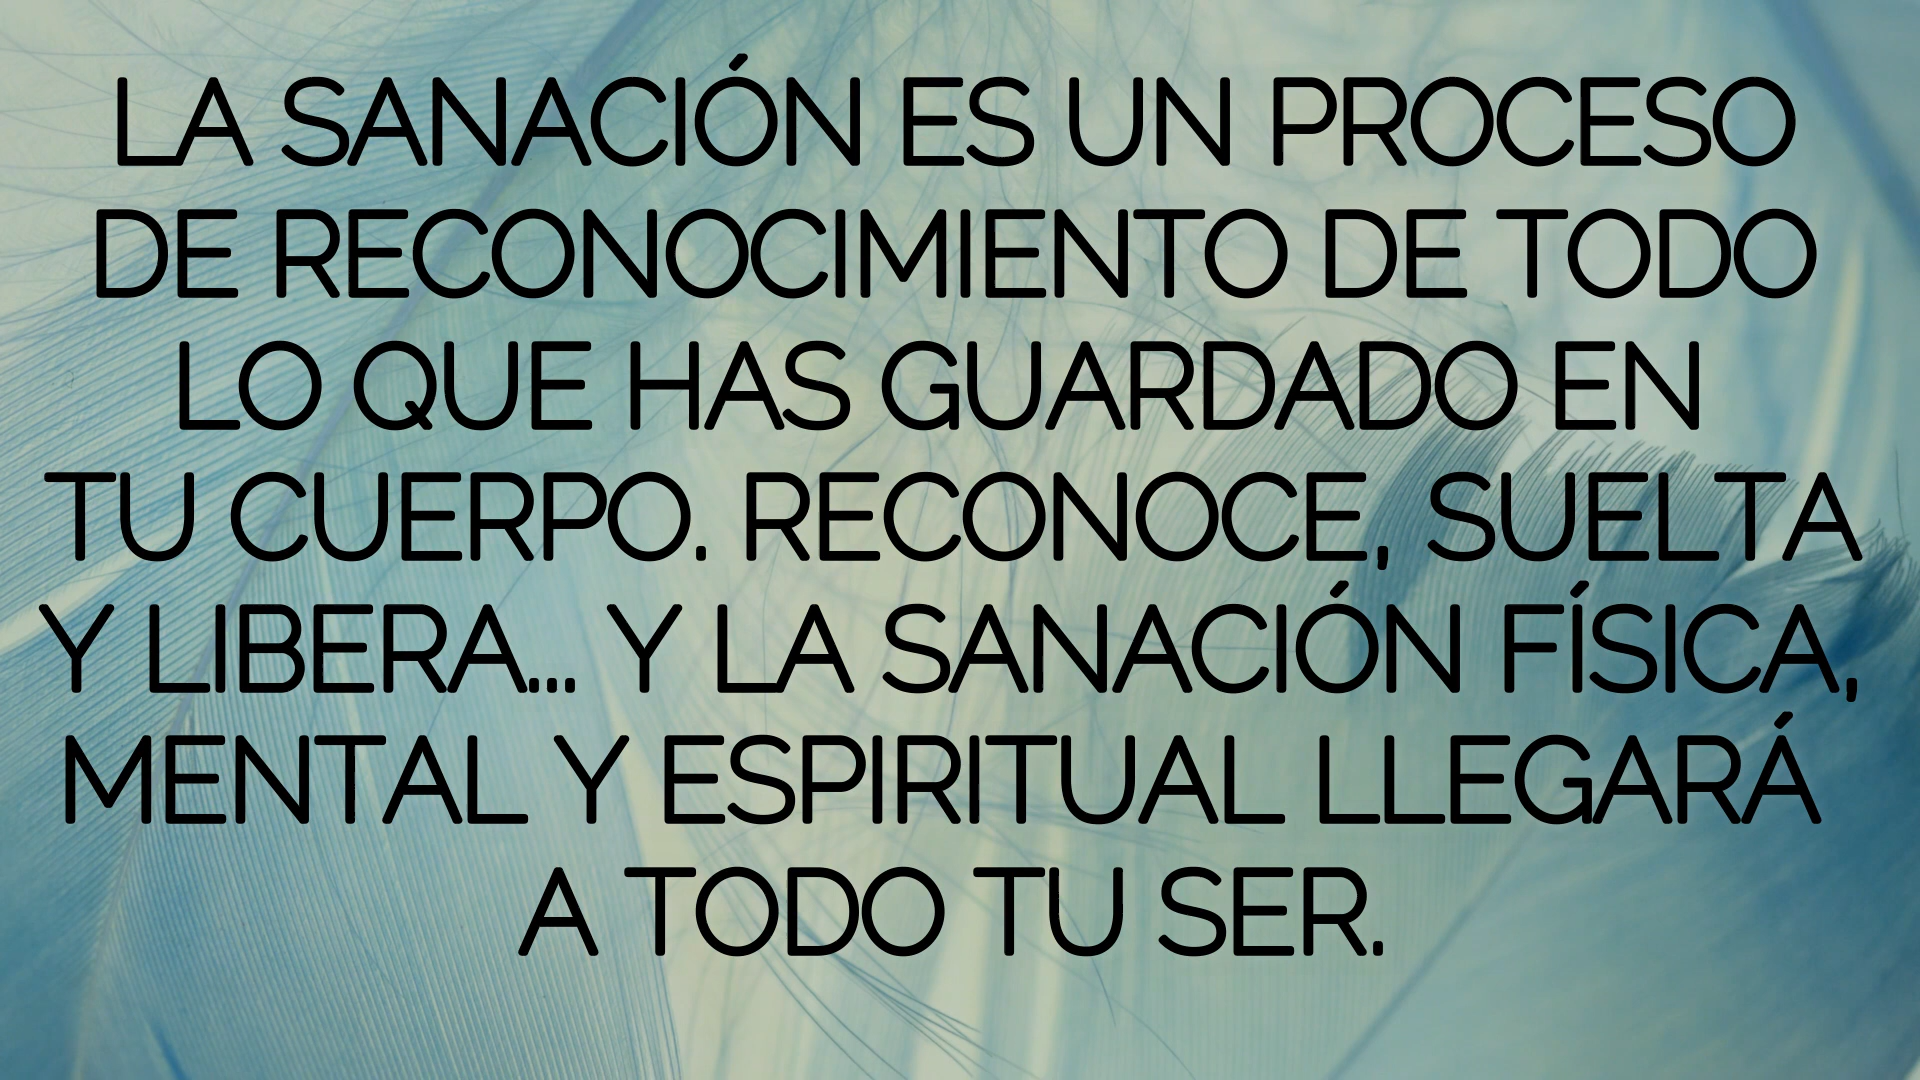 LA SANACIÓN ES UN PROCESO
DE RECONOCIMIENTO DE TODO
LO QUE HAS GUARDADO EN
TU CUERPO. RECONOCE, SUELTA
Y LIBERA... Y LA SANACIÓN FÍSICA,
MENTAL Y ESPIRITUAL LLEGARÁ
A TODO TU SER.